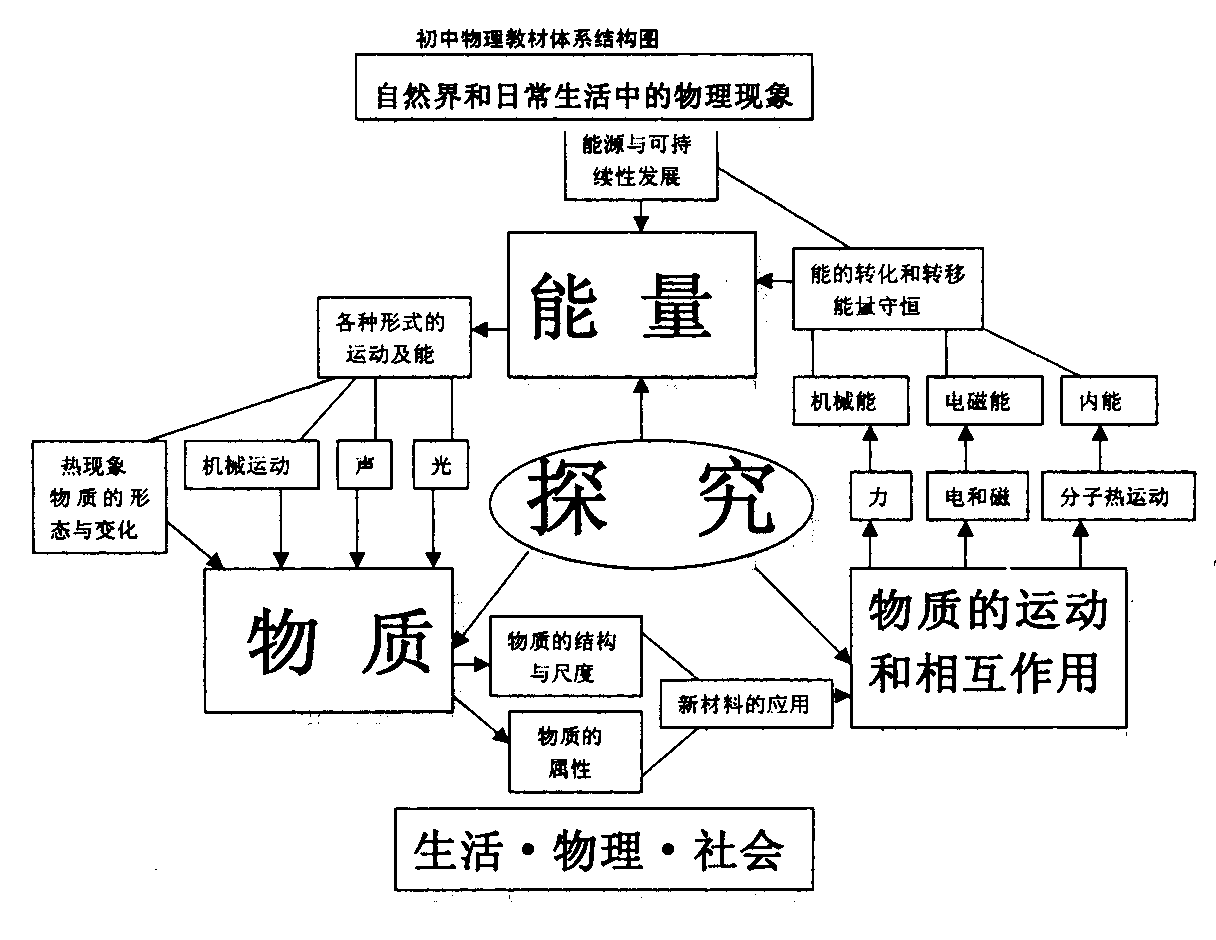 初中物理教材体系结构图
自然界和日常生活中的物理现象
能源与可持
续性发展
能量
能的转化和转移
能量守恒
各种形式的
运动及能
机械能
电磁能
内能
热现象
物质的形
态与变化
机械运动
声
光
探究
力
电和磁
分子热运动
物质
物质的运动
和相互作用
物质的结构
与尺度
新材料的应用
物质的
属性
生活·物理·社会